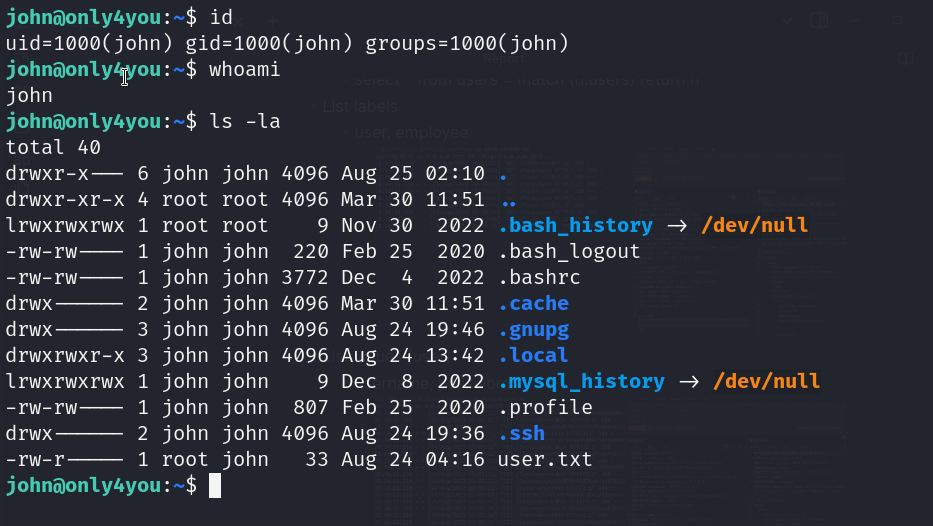 john@only4you:~$ id
uid=1000(john) gid=1000(john) groups=1000(john)
john@only4you:~$ whoami
john
john@only4you:~$ ls -la
total 40
drwxr-x--- 6 john john 4096 Aug 25 02:10 .
drwxr-xr-x 4 root root 4096 Mar 30 11:51 ..
lrwxrwxrwx 1 root root    9 Nov 30  2022 .bash_history -> /dev/null
-rw-rw---- 1 john john  220 Feb 25  2020 .bash_logout
-rw-rw---- 1 john john 3772 Dec  4  2022 .bashrc
drwx------ 2 john john 4096 Mar 30 11:51 .cache
drwx------ 3 john john 4096 Aug 24 19:46 .gnupg
drwxrwxr-x 3 john john 4096 Aug 24 13:42 .local
lrwxrwxrwx 1 john john    9 Dec  8  2022 .mysql_history -> /dev/null
-rw-rw---- 1 john john  807 Feb 25  2020 .profile
drwx------ 2 john john 4096 Aug 24 19:36 .ssh
-rw-r----- 1 root john   33 Aug 24 04:16 user.txt
john@only4you:~$
List labels
user, employee